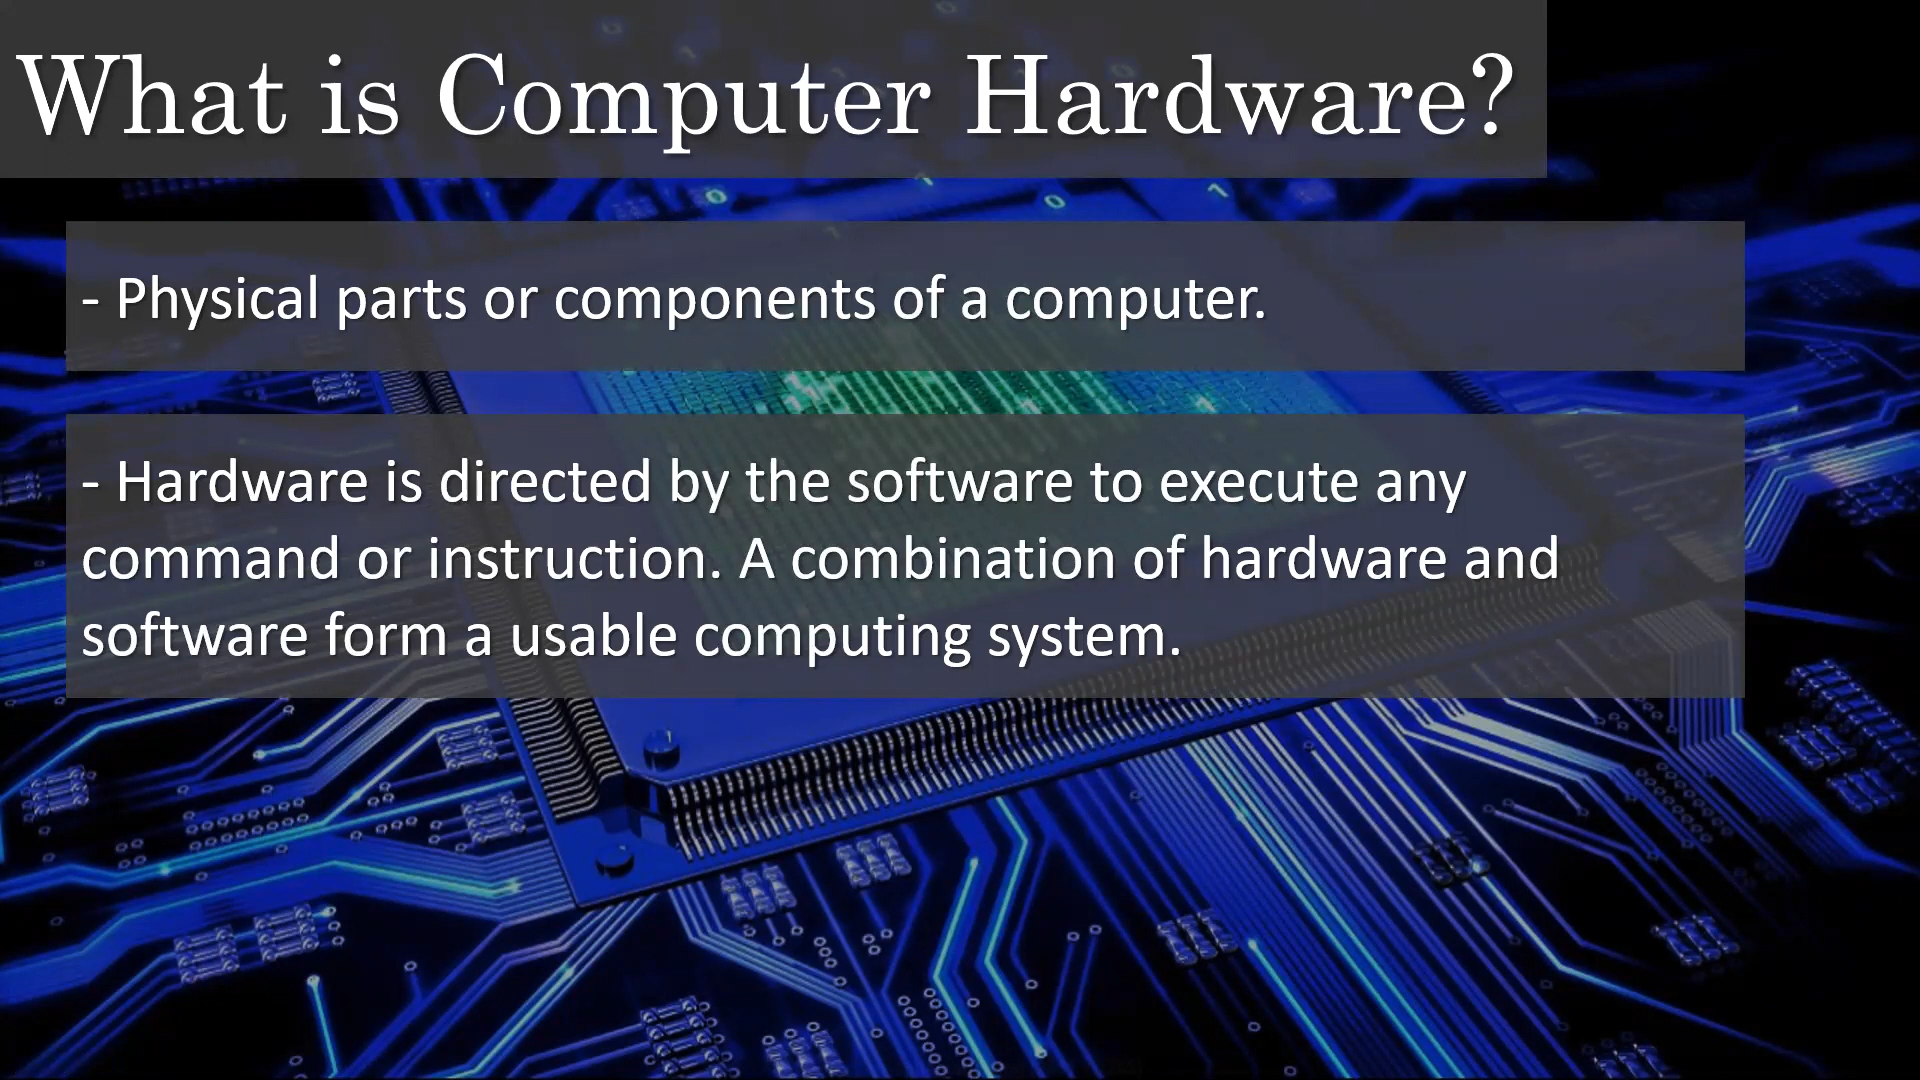 What is Computer Hardware?
- Physical parts or components of a computer.
- Hardware is directed by the software to execute any
command or instruction. A combination of hardware and
software form a usable computing system.